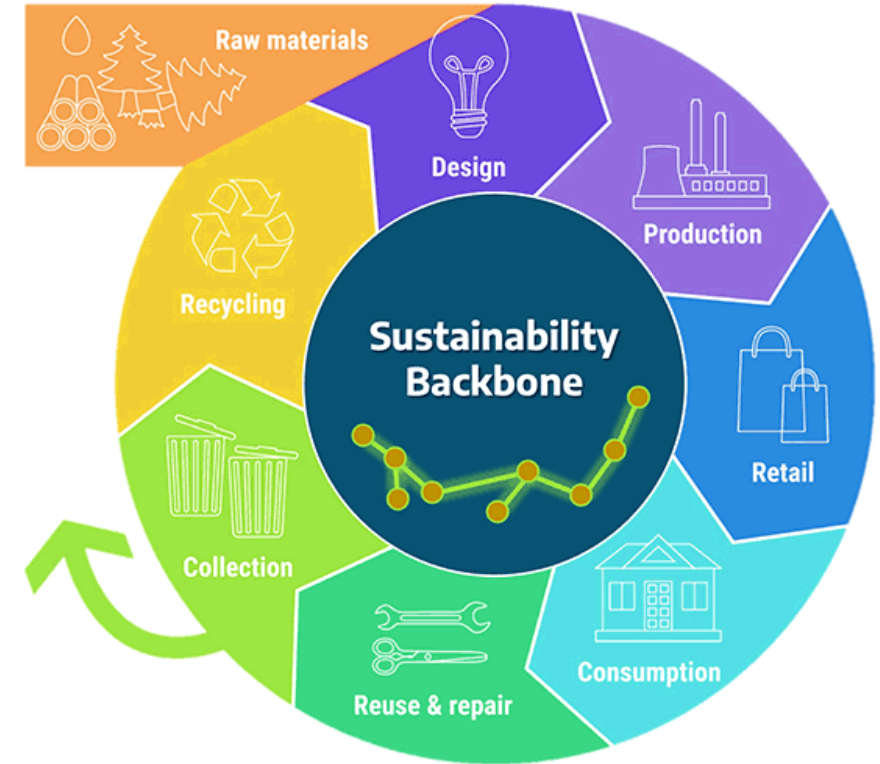 Raw materials
Design
Production
Recycling
Sustainability
Backbone
Retail
Collection
Consumption
Reuse & repair